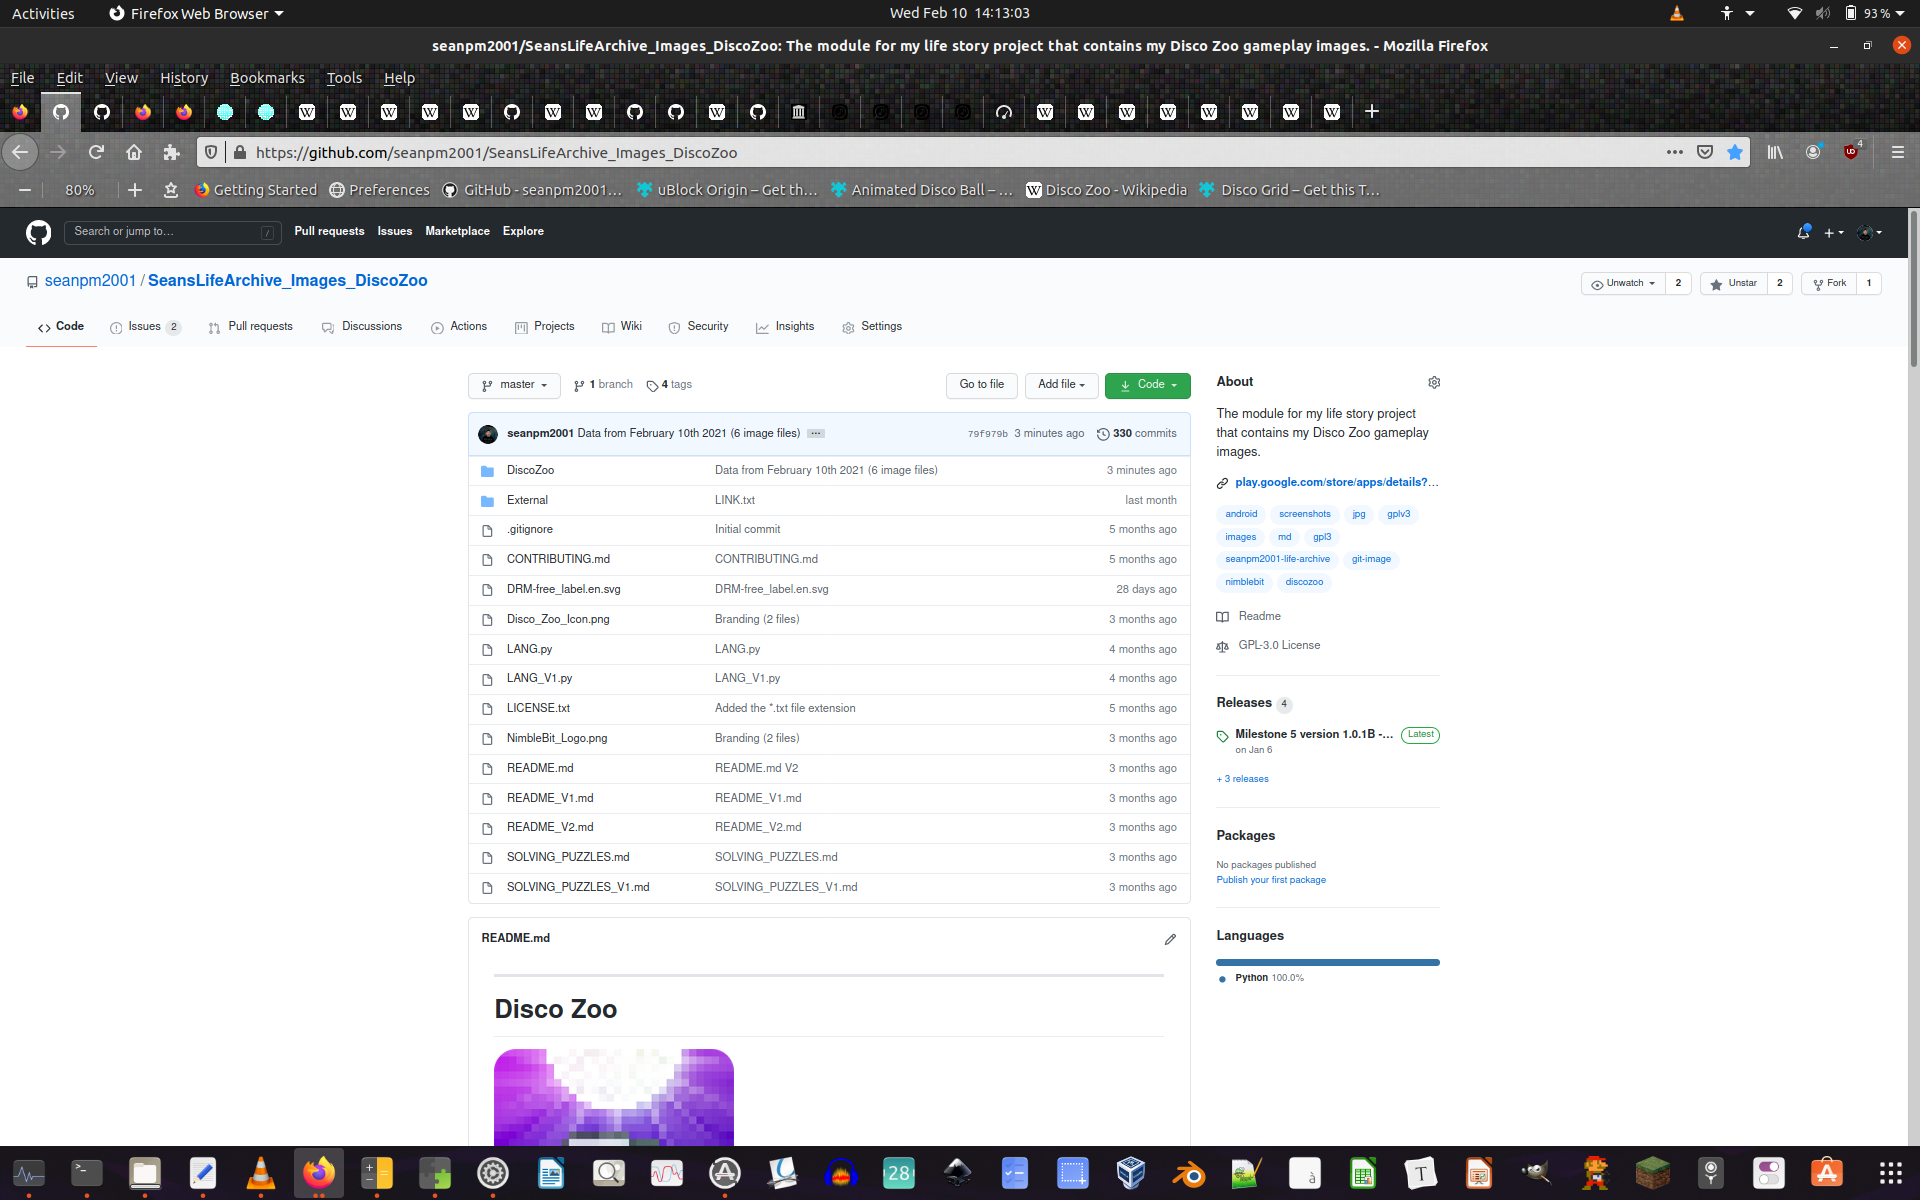 Activities Firefox Web Browser Wed Feb 10 14:13:03 93 %
seanpm2001/SeansLifeArchive_Images_DiscoZoo: The module for my life story project that contains my Disco Zoo gameplay images. - Mozilla Firefox
File Edit View History Bookmarks Tools Help
https://github.com/seanpm2001/SeansLifeArchive_Images_DiscoZoo 4
80% Getting Started Preferences GitHub - seanpm2001… uBlock Origin – Get th… Animated Disco Ball – … Disco Zoo - Wikipedia Disco Grid – Get this T…
Search or jump to… / Pull requests Issues Marketplace Explore
seanpm2001 / SeansLifeArchive_Images_DiscoZoo Unwatch 2 Unstar 2 Fork 1
Code Issues 2 Pull requests Discussions Actions Projects Wiki Security Insights Settings
master 1 branch 4 tags Go to file Add file Code
seanpm2001 Data from February 10th 2021 (6 image files) 79f979b 3 minutes ago 330 commits
DiscoZoo Data from February 10th 2021 (6 image files) 3 minutes ago
External LINK.txt last month
.gitignore Initial commit 5 months ago
CONTRIBUTING.md CONTRIBUTING.md 5 months ago
DRM-free_label.en.svg DRM-free_label.en.svg 28 days ago
Disco_Zoo_Icon.png Branding (2 files) 3 months ago
LANG.py LANG.py 4 months ago
LANG_V1.py LANG_V1.py 4 months ago
LICENSE.txt Added the *.txt file extension 5 months ago
NimbleBit_Logo.png Branding (2 files) 3 months ago
README.md README.md V2 3 months ago
README_V1.md README_V1.md 3 months ago
README_V2.md README_V2.md 3 months ago
SOLVING_PUZZLES.md SOLVING_PUZZLES.md 3 months ago
SOLVING_PUZZLES_V1.md SOLVING_PUZZLES_V1.md 3 months ago
README.md
Disco Zoo
About
The module for my life story project
that contains my Disco Zoo gameplay
images.
play.google.com/store/apps/details?…
android screenshots jpg gplv3
images md gpl3
seanpm2001-life-archive git-image
nimblebit discozoo
Readme
GPL-3.0 License
Releases 4
Milestone 5 version 1.0.1B -… Latest
on Jan 6
+ 3 releases
Packages
No packages published
Publish your first package
Languages
Python 100.0%
28